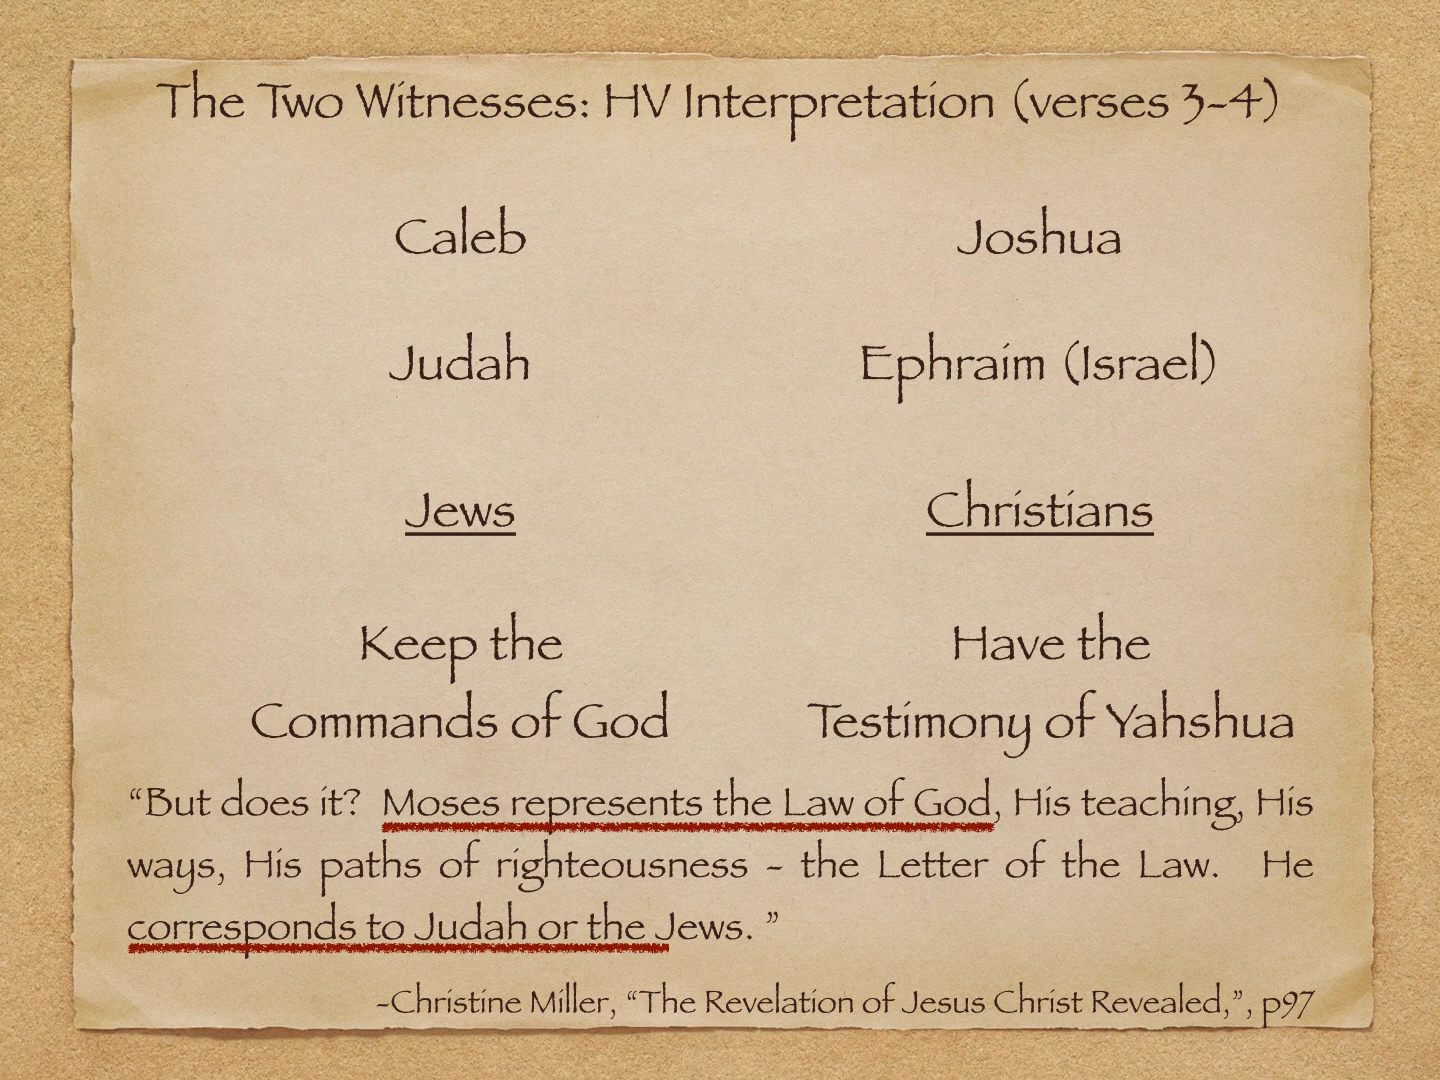 The Two Witnesses: HV Interpretation (verses 3-4)
Caleb
Joshua
Judah
Ephraim (Israel)
Jews
Christians
Keep the
Commands of God
Have the
Testimony of Yahshua
“But does it? Moses represents the Law of God, His teaching, His
ways, His paths of righteousness - the Letter of the Law. He
corresponds to Judah or the Jews. ”
-Christine Miller, “The Revelation of Jesus Christ Revealed,”, p97